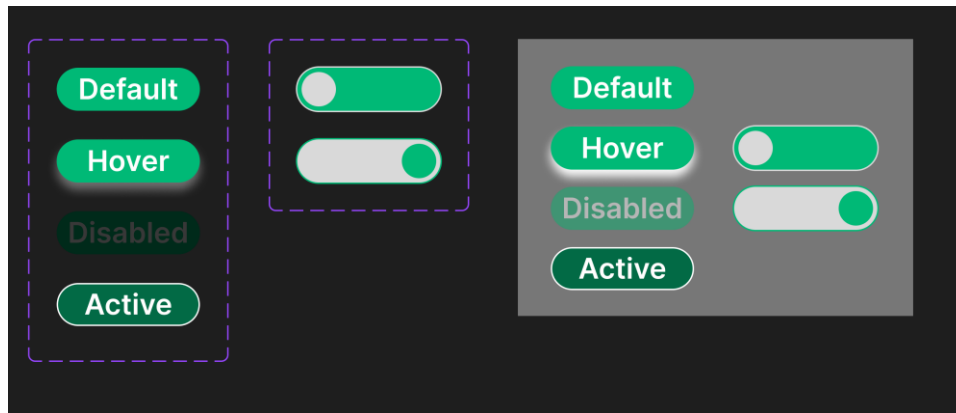 Default
Hover
Disabled
Active
Default
Hover
Disabled
Active